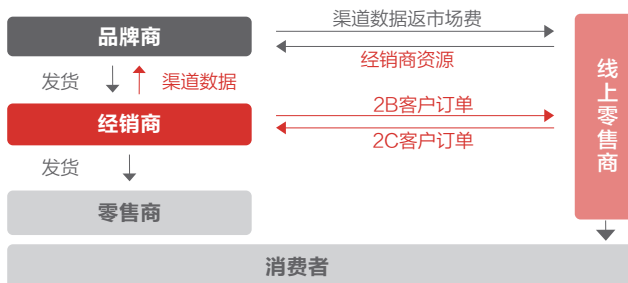 渠道数据返市场费
品牌商
经销商资源
发货
渠道数据
线上零售商
2B客户订单
经销商
2C客户订单
发货
零售商
消费者